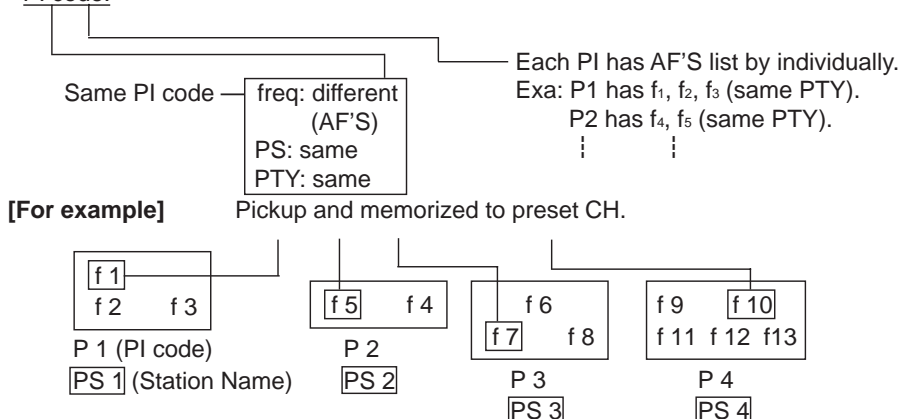 Each PI has AF'S list by individually.
Same PI code
freq: different
Exa: P1 has f₁, f₂, f₃ (same PTY).
(AF'S)
P2 has f₄, f₅ (same PTY).
PS: same
PTY: same
[For example] Pickup and memorized to preset CH.
f 1
f 2 f 3
P 1 (PI code)
PS 1 (Station Name)
f 5 f 4
P 2
PS 2
f 6
f 7 f 8
P 3
PS 3
f 9 f 10
f 11 f 12 f13
P 4
PS 4